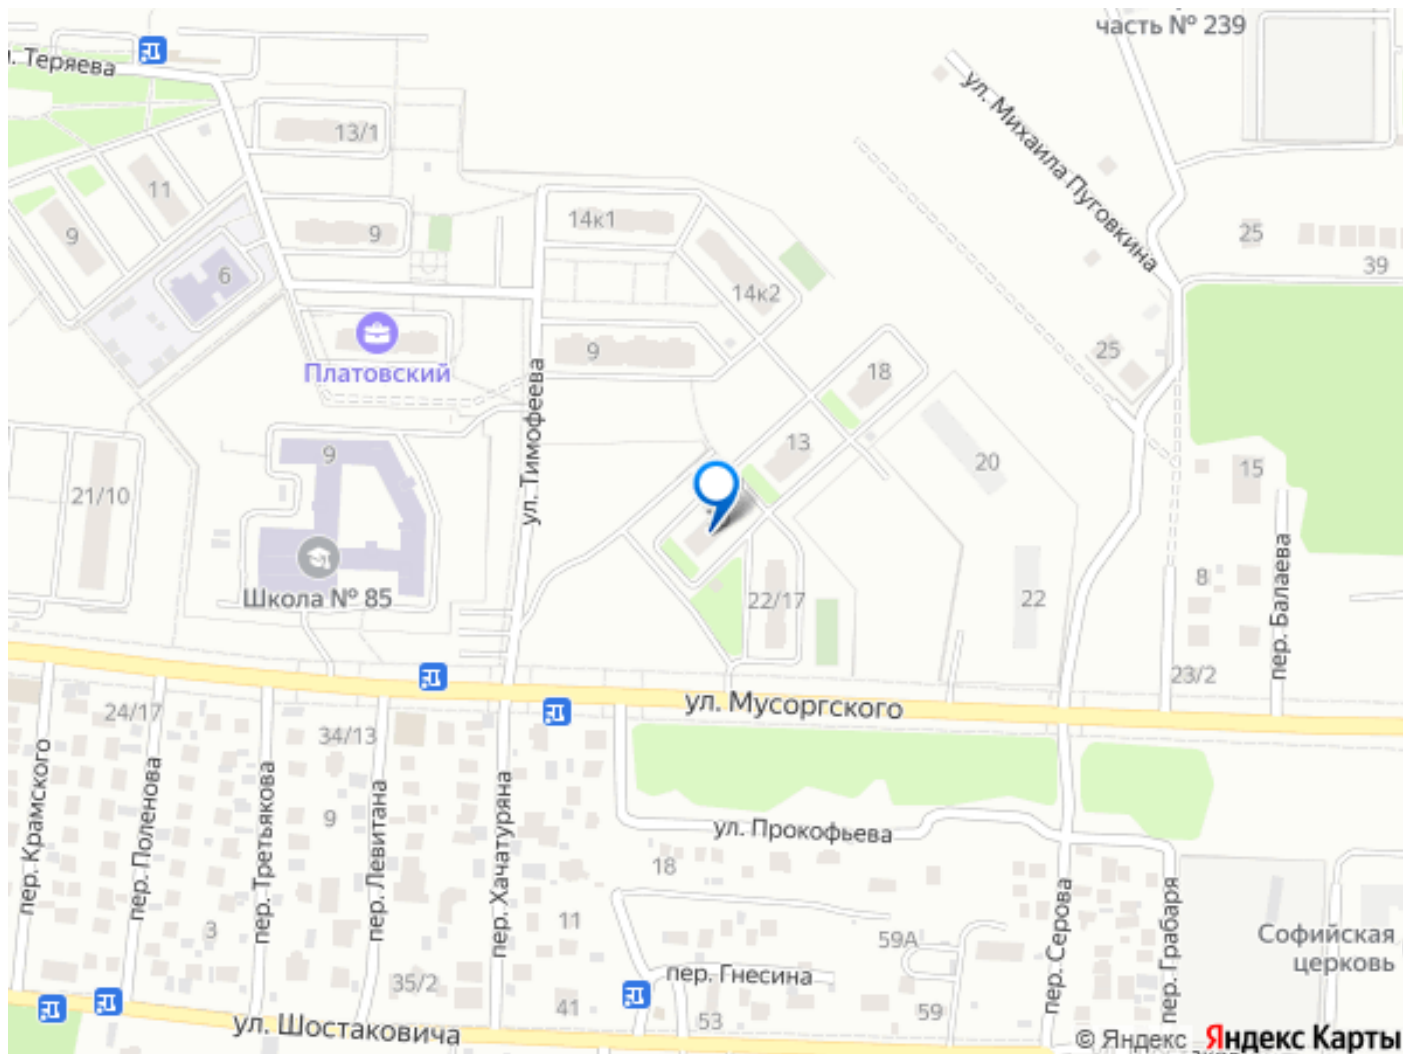 часть № 239
л. Теряева
ул. Михаила Пуговкина
13/1
11
9
9
14к1
25
39
6
14к2
Платовский
9
18
25
ул. Тимофеева
9
13
20
15
21/10
Школа № 85
22/17
22
8
пер. Балаева
23/2
ул. Мусоргского
24/17
34/13
пер. Крамского
пер. Поленова
пер. Третьякова
9
пер. Левитана
пер. Хачатуряна
ул. Прокофьева
18
3
11
59А
пер. Серова
пер. Грабаря
Софийская
церковь
пер. Гнесина
35/2
41
53
59
ул. Шостаковича
© Яндекс Яндекс Карты